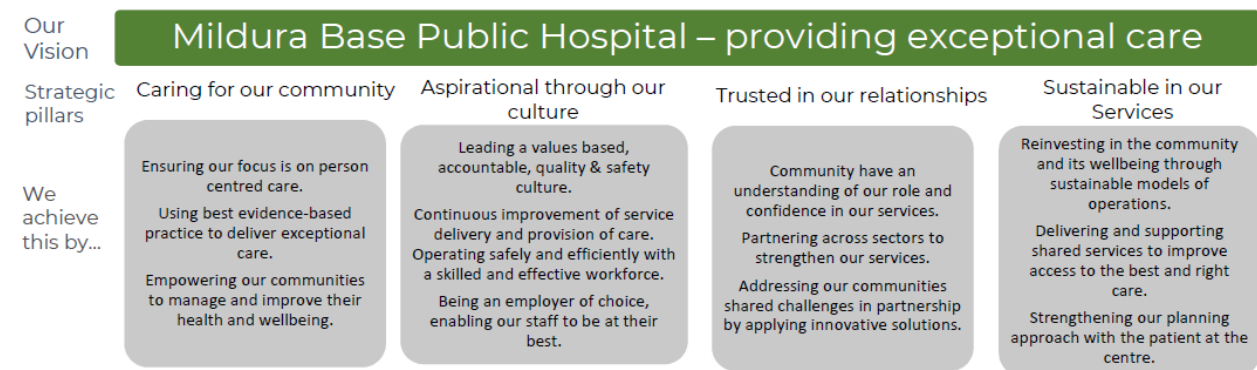 Our
Vision
Mildura Base Public Hospital – providing exceptional care
Strategic
pillars
Caring for our community
Aspirational through our
culture
Trusted in our relationships
Sustainable in our
Services
We
achieve
this by...
Ensuring our focus is on person
centred care.
Using best evidence-based
practice to deliver exceptional
care.
Empowering our communities
to manage and improve their
health and wellbeing.
Leading a values based,
accountable, quality & safety
culture.
Continuous improvement of service
delivery and provision of care.
Operating safely and efficiently with
a skilled and effective workforce.
Being an employer of choice,
enabling our staff to be at their
best.
Community have an
understanding of our role and
confidence in our services.
Partnering across sectors to
strengthen our services.
Addressing our communities
shared challenges in partnership
by applying innovative solutions.
Reinvesting in the community
and its wellbeing through
sustainable models of
operations.
Delivering and supporting
shared services to improve
access to the best and right
care.
Strengthening our planning
approach with the patient at the
centre.